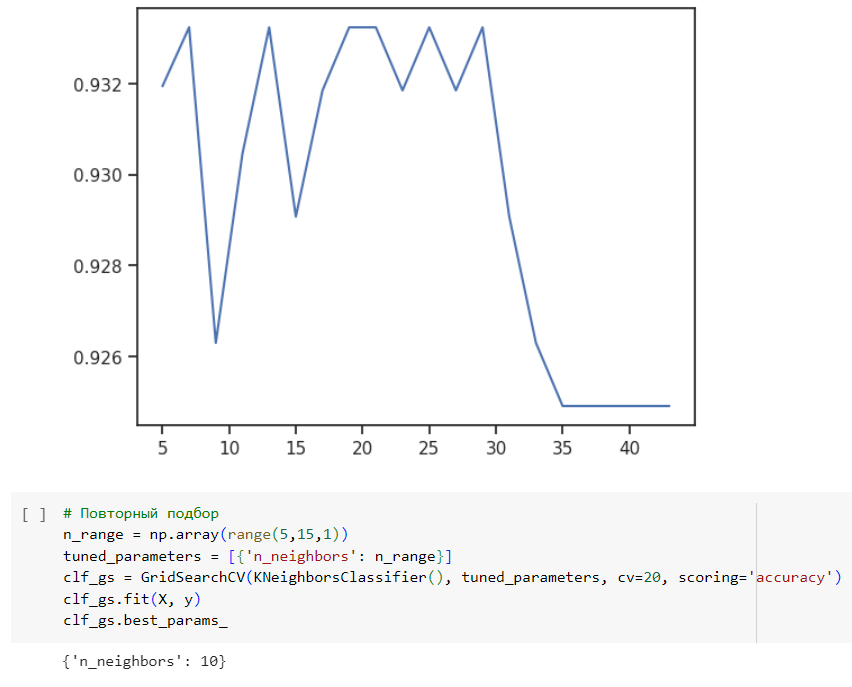 0.932
0.930
0.928
0.926
5 10 15 20 25 30 35 40
[ ] # Повторный подбор
n_range = np.array(range(5,15,1))
tuned_parameters = [{'n_neighbors': n_range}]
clf_gs = GridSearchCV(KNeighborsClassifier(), tuned_parameters, cv=20, scoring='accuracy')
clf_gs.fit(X, y)
clf_gs.best_params_
{'n_neighbors': 10}